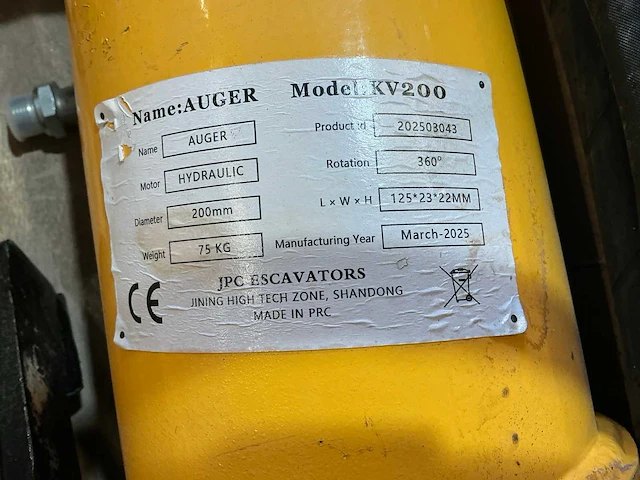 Name:AUGER Model KV200
Name AUGER Product id 202503043
Motor HYDRAULIC Rotation 360°
Diameter 200mm L × W × H 125*23*22MM
Weight 75 KG Manufacturing Year March-2025
CE JPC ESCAVATORS
JINING HIGH TECH ZONE, SHANDONG
MADE IN PRC